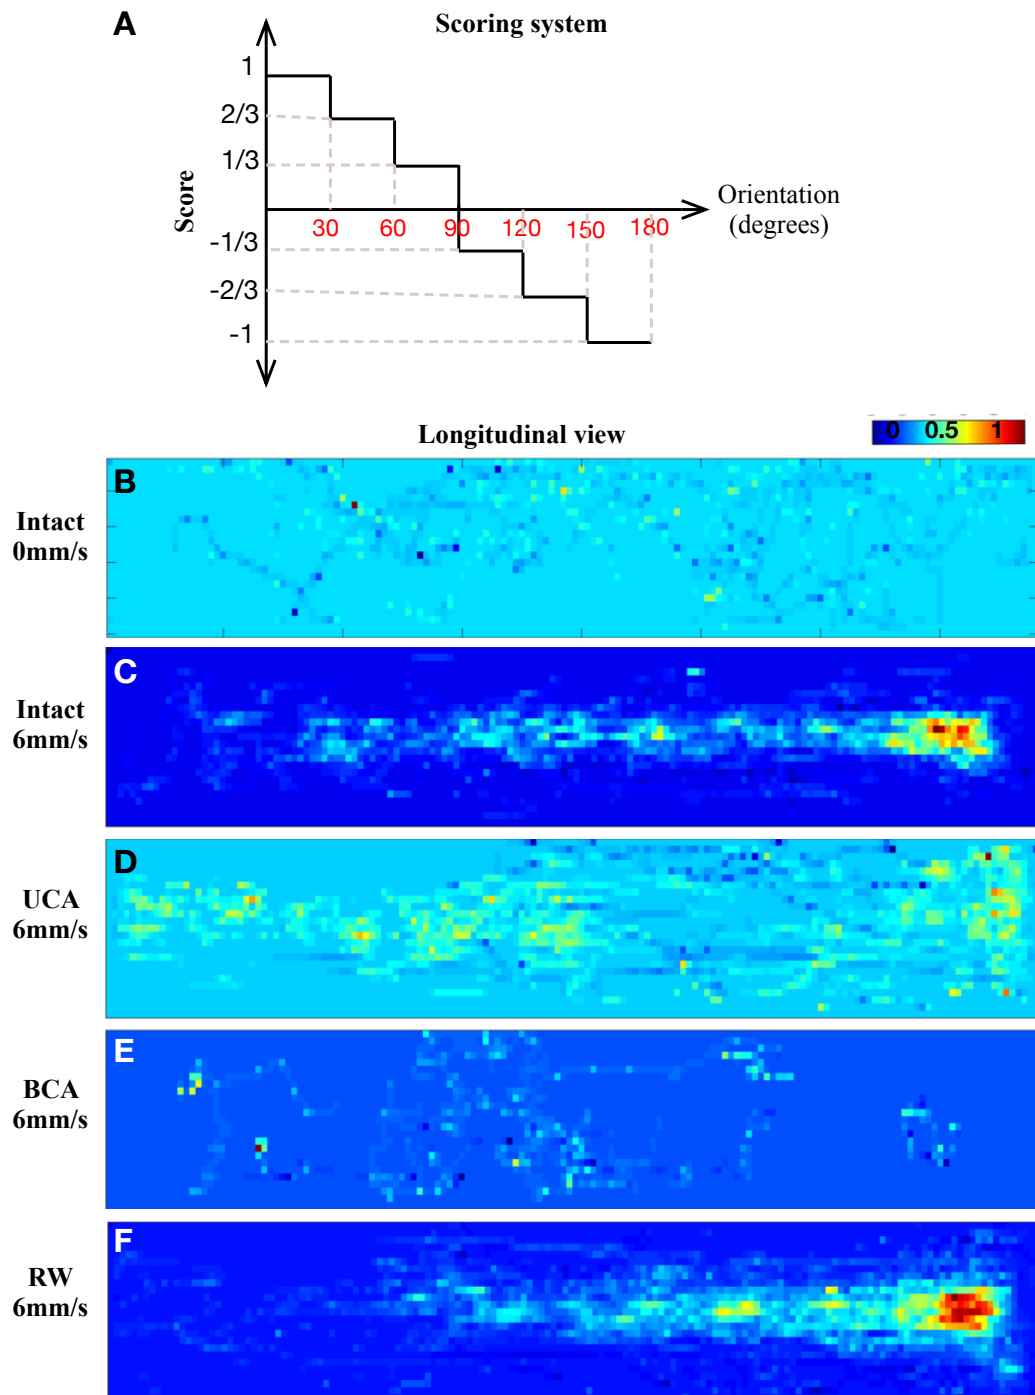 A
Scoring system
1
2/3
1/3
-1/3
-2/3
-1
Score
30 60 90 120 150 180
Orientation
(degrees)
Longitudinal view
0 0.5 1
B
Intact
0mm/s
C
Intact
6mm/s
D
UCA
6mm/s
E
BCA
6mm/s
F
RW
6mm/s